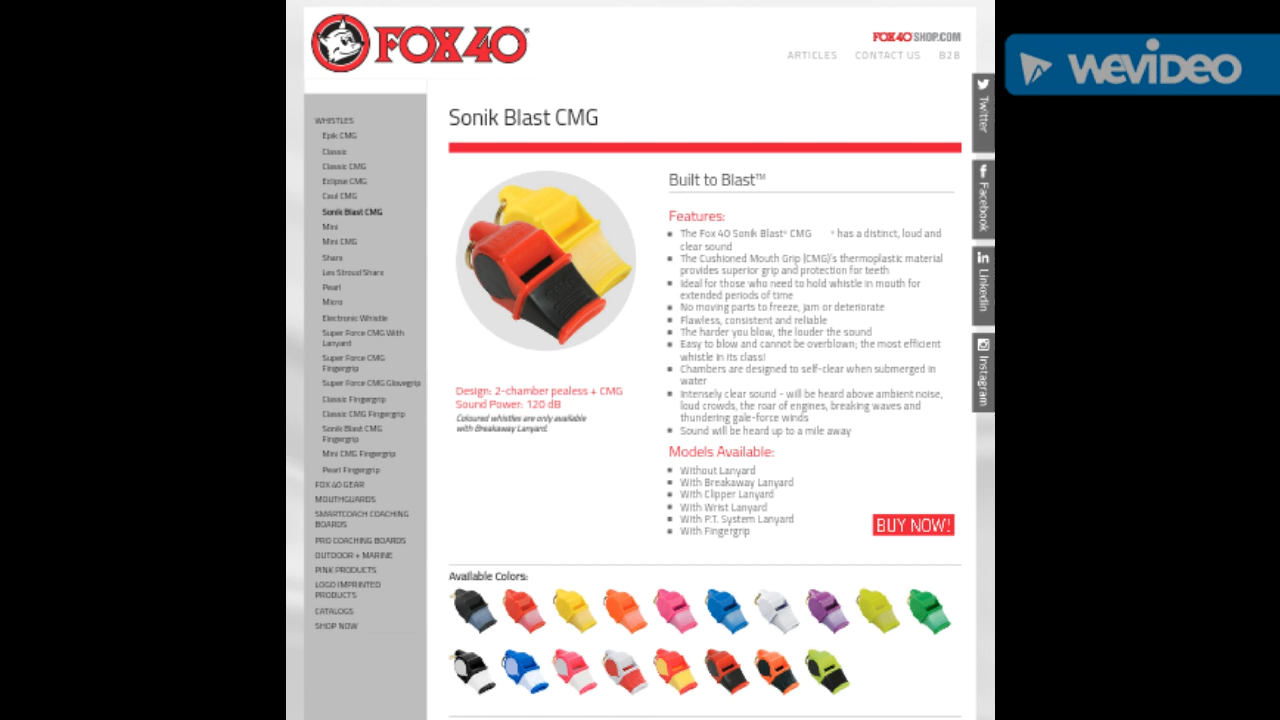 FOX 40
FOX 40 SHOP.COM
ARTICLES CONTACT US B2B
WEVIDEO
Twitter
Facebook
Linkedin
Instagram
WHISTLES
Epik CMG
Classic
Classic CMG
Eclipse CMG
Caul CMG
Sonik Blast CMG
Mini
Mini CMG
Sharx
Les Stroud Sharx
Pearl
Micro
Electronic Whistle
Super Force CMG With
Lanyard
Super Force CMG
Fingergrip
Super Force CMG Glovegrip
Classic Fingergrip
Classic CMG Fingergrip
Sonik Blast CMG
Fingergrip
Mini CMG Fingergrip
Pearl Fingergrip
FOX 40 GEAR
MOUTHGUARDS
SMARTCOACH COACHING
BOARDS
PRO COACHING BOARDS
OUTDOOR + MARINE
PINK PRODUCTS
LOGO IMPRINTED
PRODUCTS
CATALOGS
SHOP NOW
Sonik Blast CMG
Design: 2-chamber pealess + CMG
Sound Power: 120 dB
Coloured whistles are only available
with Breakaway Lanyard.
Built to Blast™
Features:
The Fox 40 Sonik Blast® CMG ® has a distinct, loud and
clear sound
The Cushioned Mouth Grip (CMG)'s thermoplastic material
provides superior grip and protection for teeth
Ideal for those who need to hold whistle in mouth for
extended periods of time
No moving parts to freeze, jam or deteriorate
Flawless, consistent and reliable
The harder you blow, the louder the sound
Easy to blow and cannot be overblown; the most efficient
whistle in its class!
Chambers are designed to self-clear when submerged in
water
Intensely clear sound - will be heard above ambient noise,
loud crowds, the roar of engines, breaking waves and
thundering gale-force winds
Sound will be heard up to a mile away
Models Available:
Without Lanyard
With Breakaway Lanyard
With Clipper Lanyard
With Wrist Lanyard
With P.T. System Lanyard
With Fingergrip
BUY NOW!
Available Colors: